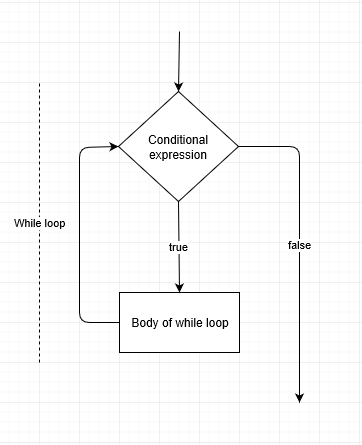 Conditional
expression
While loop
true
false
Body of while loop